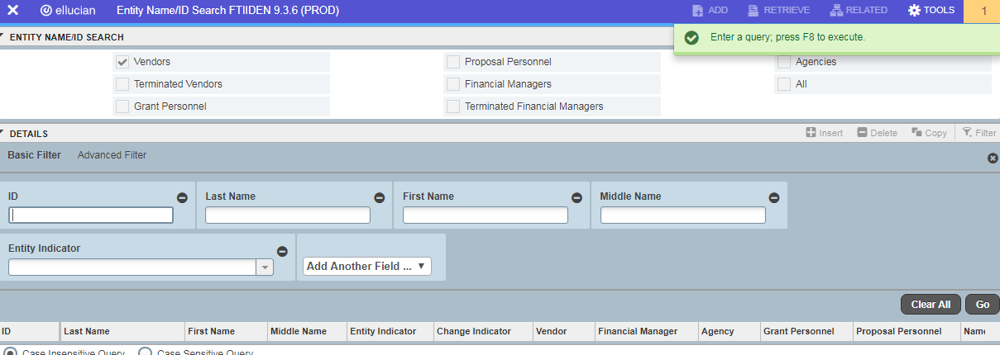 ellucian Entity Name/ID Search FTIIDEN 9.3.6 (PROD) ADD RETRIEVE RELATED TOOLS 1
ENTITY NAME/ID SEARCH
Enter a query; press F8 to execute.
Vendors Proposal Personnel Agencies
Terminated Vendors Financial Managers All
Grant Personnel Terminated Financial Managers
DETAILS Insert Delete Copy Filter
Basic Filter Advanced Filter
ID Last Name First Name Middle Name
Entity Indicator
Add Another Field ...
Clear All Go
ID Last Name First Name Middle Name Entity Indicator Change Indicator Vendor Financial Manager Agency Grant Personnel Proposal Personnel Name
Case Insensitive Query Case Sensitive Query